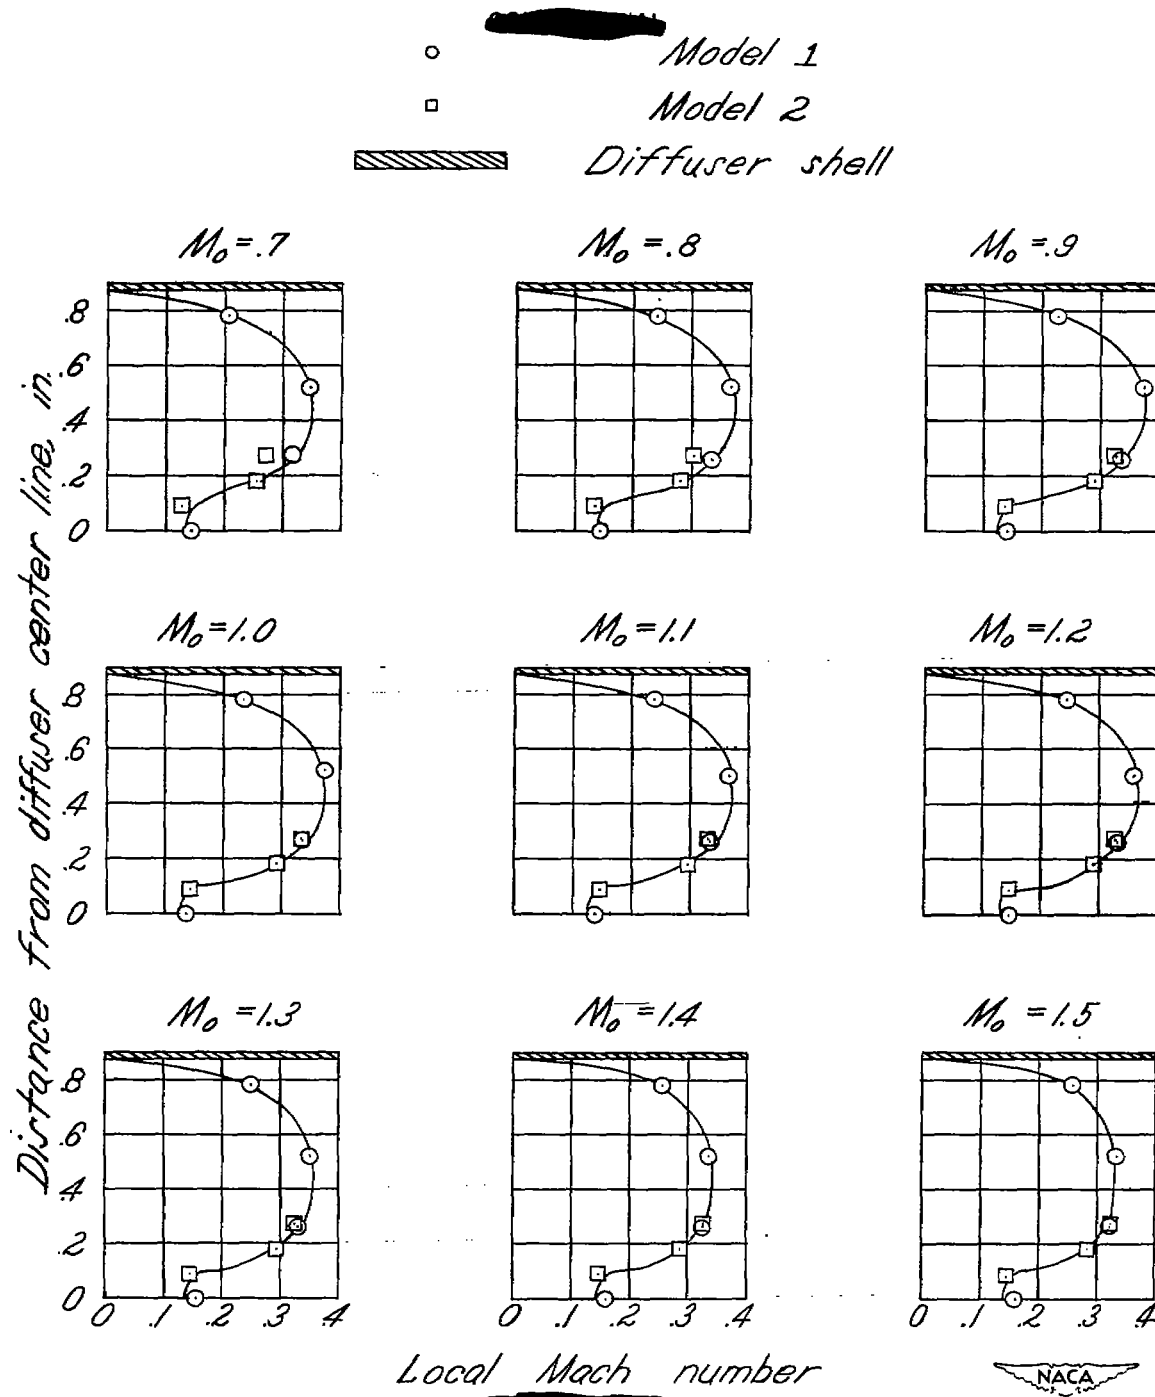 Model 1
Model 2
Diffuser shell
M₀=.7
M₀=.8
M₀=.9
.8
.6
.4
.2
0
M₀=1.0
M₀=1.1
M₀=1.2
.8
.6
.4
.2
0
M₀=1.3
M₀=1.4
M₀=1.5
.8
.6
.4
.2
0
0 .1 .2 .3 .4
0 .1 .2 .3 .4
0 .1 .2 .3 .4
Distance from diffuser center line, in.
Local Mach number
NACA